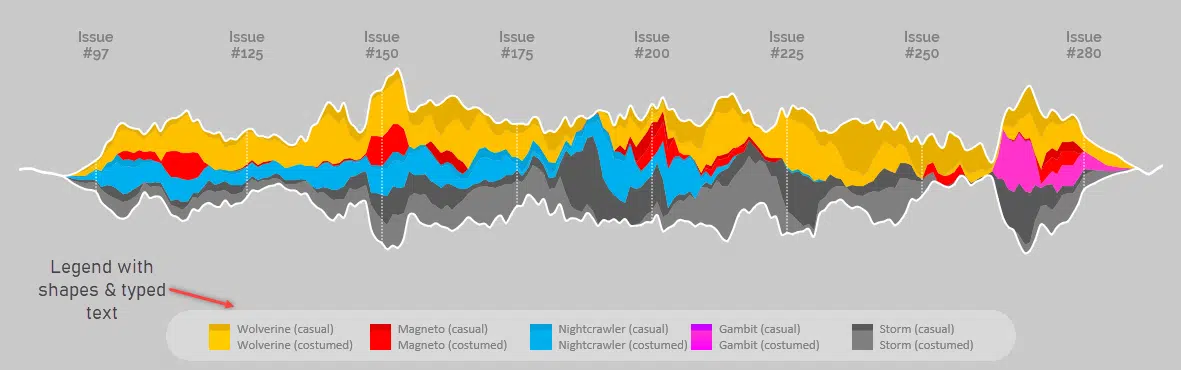 Issue #97
Issue #125
Issue #150
Issue #175
Issue #200
Issue #225
Issue #250
Issue #280
Legend with
shapes & typed
text
Wolverine (casual)
Wolverine (costumed)
Magneto (casual)
Magneto (costumed)
Nightcrawler (casual)
Nightcrawler (costumed)
Gambit (casual)
Gambit (costumed)
Storm (casual)
Storm (costumed)